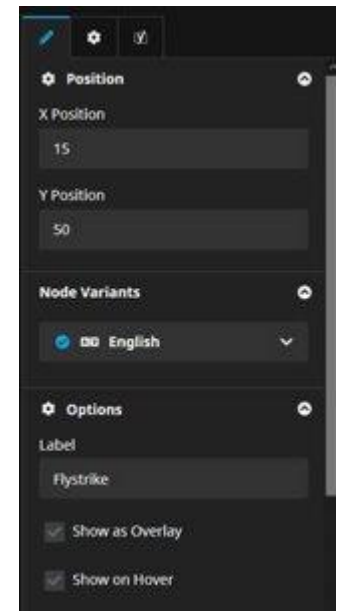 Position
X Position
15
Y Position
50
Node Variants
English
Options
Label
Flystrike
Show as Overlay
Show on Hover